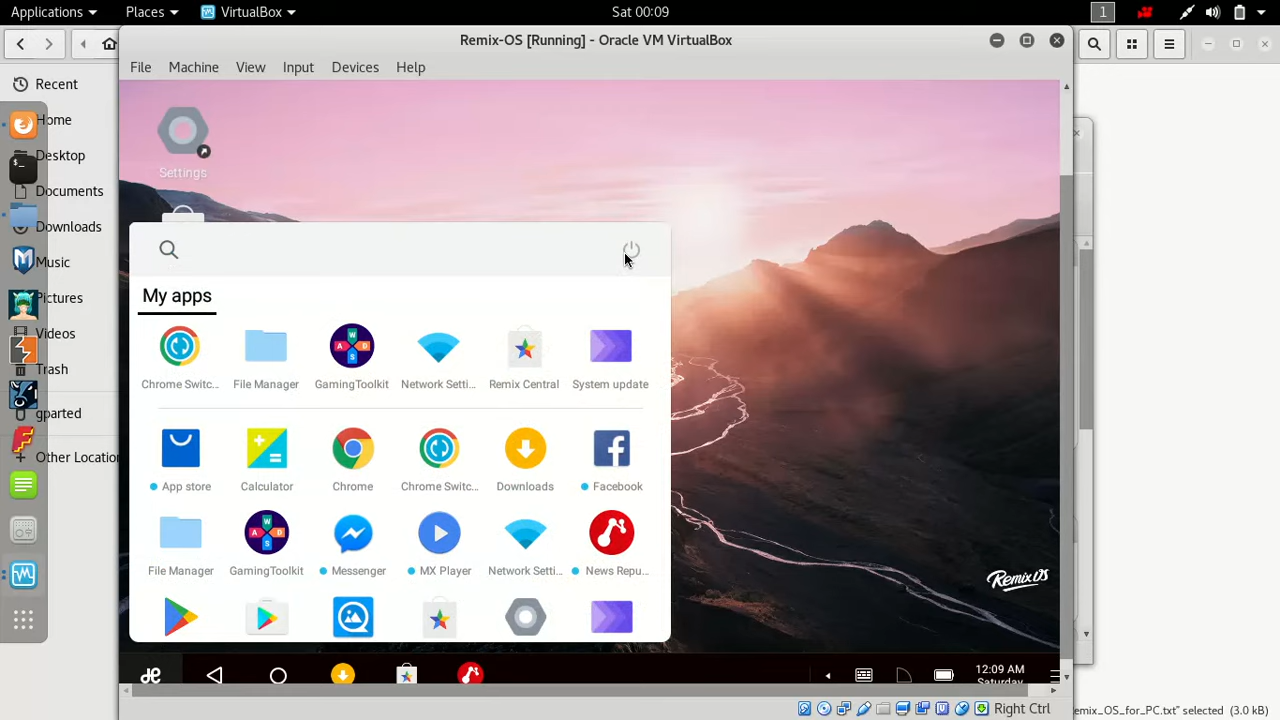 Applications
Places
VirtualBox
Sat 00:09
1
Remix-OS [Running] - Oracle VM VirtualBox
File
Machine
View
Input
Devices
Help
Recent
Home
Desktop
Documents
Downloads
Music
Pictures
Videos
Trash
gparted
Other Locatio
Settings
My apps
Chrome Switc...
File Manager
GamingToolkit
Network Setti...
Remix Central
System update
App store
Calculator
Chrome
Chrome Switc...
Downloads
Facebook
File Manager
GamingToolkit
Messenger
MX Player
Network Setti...
News Repu...
RemixOS
12:09 AM
Saturday
Right Ctrl
emix_OS_for_PC.txt" selected (3.0 kB)